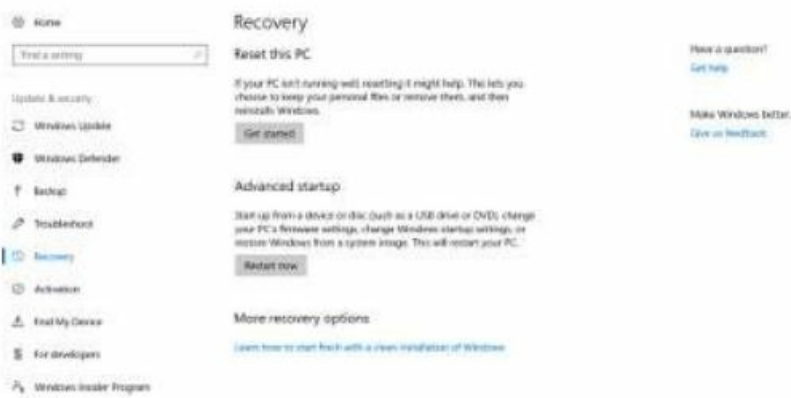 Home
Find a setting
Update & security
Windows Update
Windows Defender
Backup
Troubleshoot
Recovery
Activation
Find My Device
For developers
Windows Insider Program
Recovery
Reset this PC
If your PC isn't running well, resetting it might help. This lets you
choose to keep your personal files or remove them, and then
reinstalls Windows.
Get started
Advanced startup
Start up from a device or disc (such as a USB drive or DVD), change
your PC's firmware settings, change Windows startup settings, or
restore Windows from a system image. This will restart your PC.
Restart now
More recovery options
Learn how to start fresh with a clean installation of Windows
Have a question?
Get help
Make Windows better.
Give us feedback